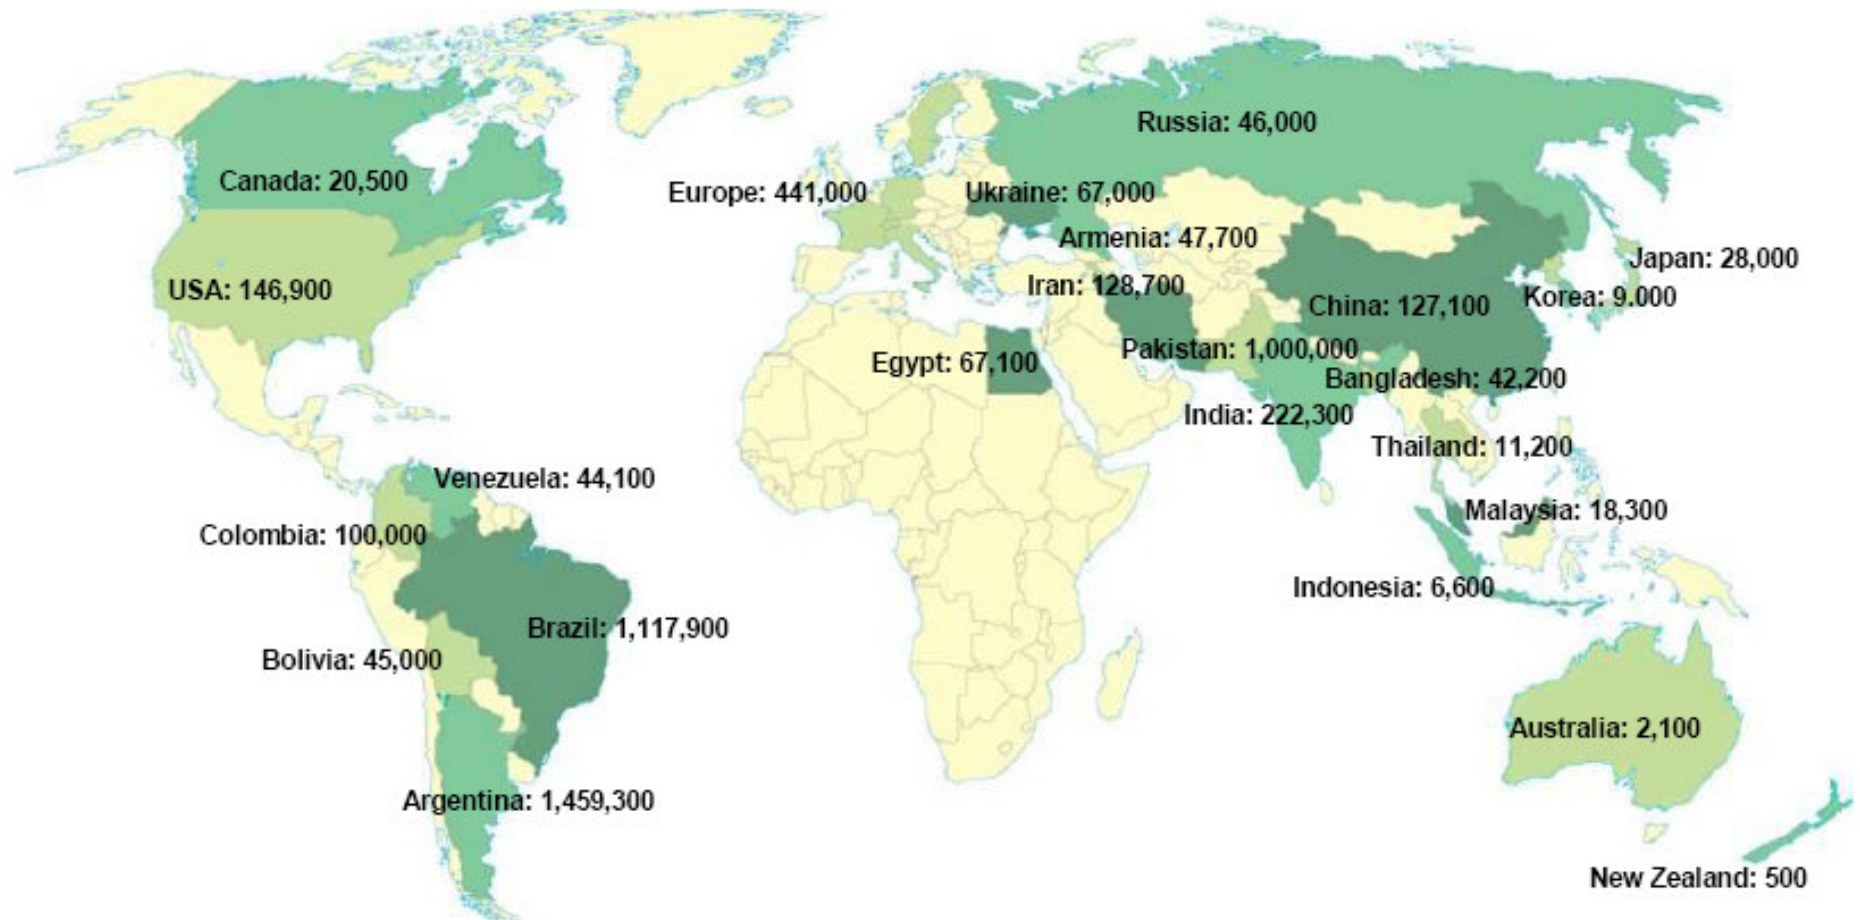 Russia: 46,000
Canada: 20,500
Europe: 441,000
Ukraine: 67,000
Armenia: 47,700
Japan: 28,000
USA: 146,900
Iran: 128,700
China: 127,100
Korea: 9.000
Egypt: 67,100
Pakistan: 1,000,000
Bangladesh: 42,200
India: 222,300
Thailand: 11,200
Venezuela: 44,100
Malaysia: 18,300
Colombia: 100,000
Indonesia: 6,600
Brazil: 1,117,900
Bolivia: 45,000
Australia: 2,100
Argentina: 1,459,300
New Zealand: 500